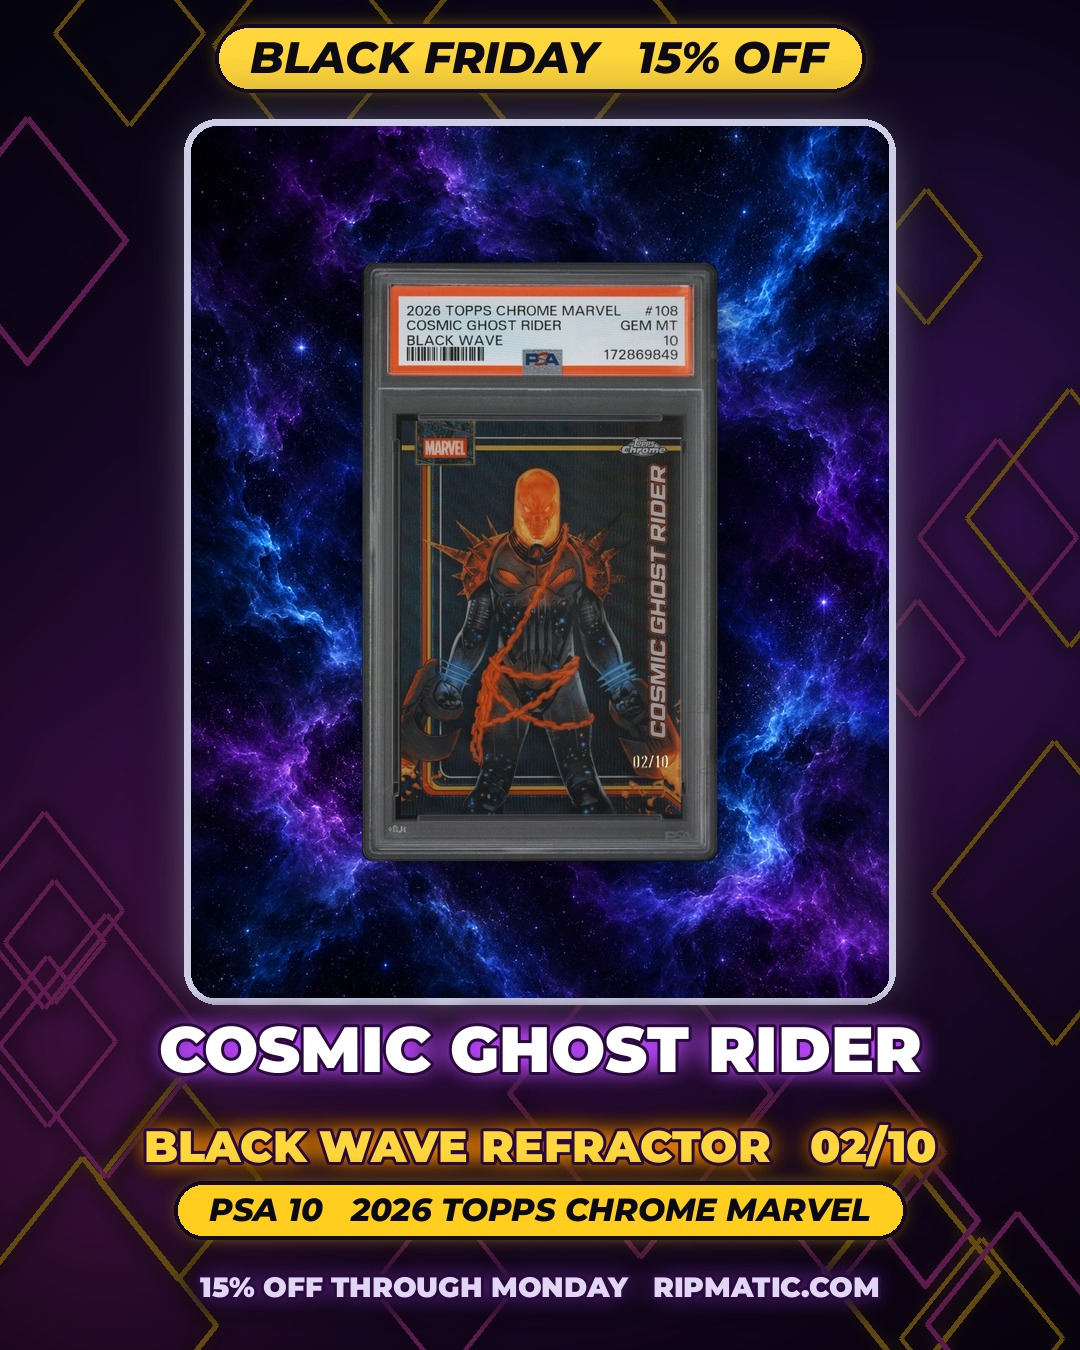 BLACK FRIDAY 15% OFF
2026 TOPPS CHROME MARVEL #108
COSMIC GHOST RIDER GEM MT
BLACK WAVE 10
PSA 172869849
MARVEL
Topps Chrome
COSMIC GHOST RIDER
02/10
PSA
COSMIC GHOST RIDER
BLACK WAVE REFRACTOR 02/10
PSA 10 2026 TOPPS CHROME MARVEL
15% OFF THROUGH MONDAY RIPMATIC.COM